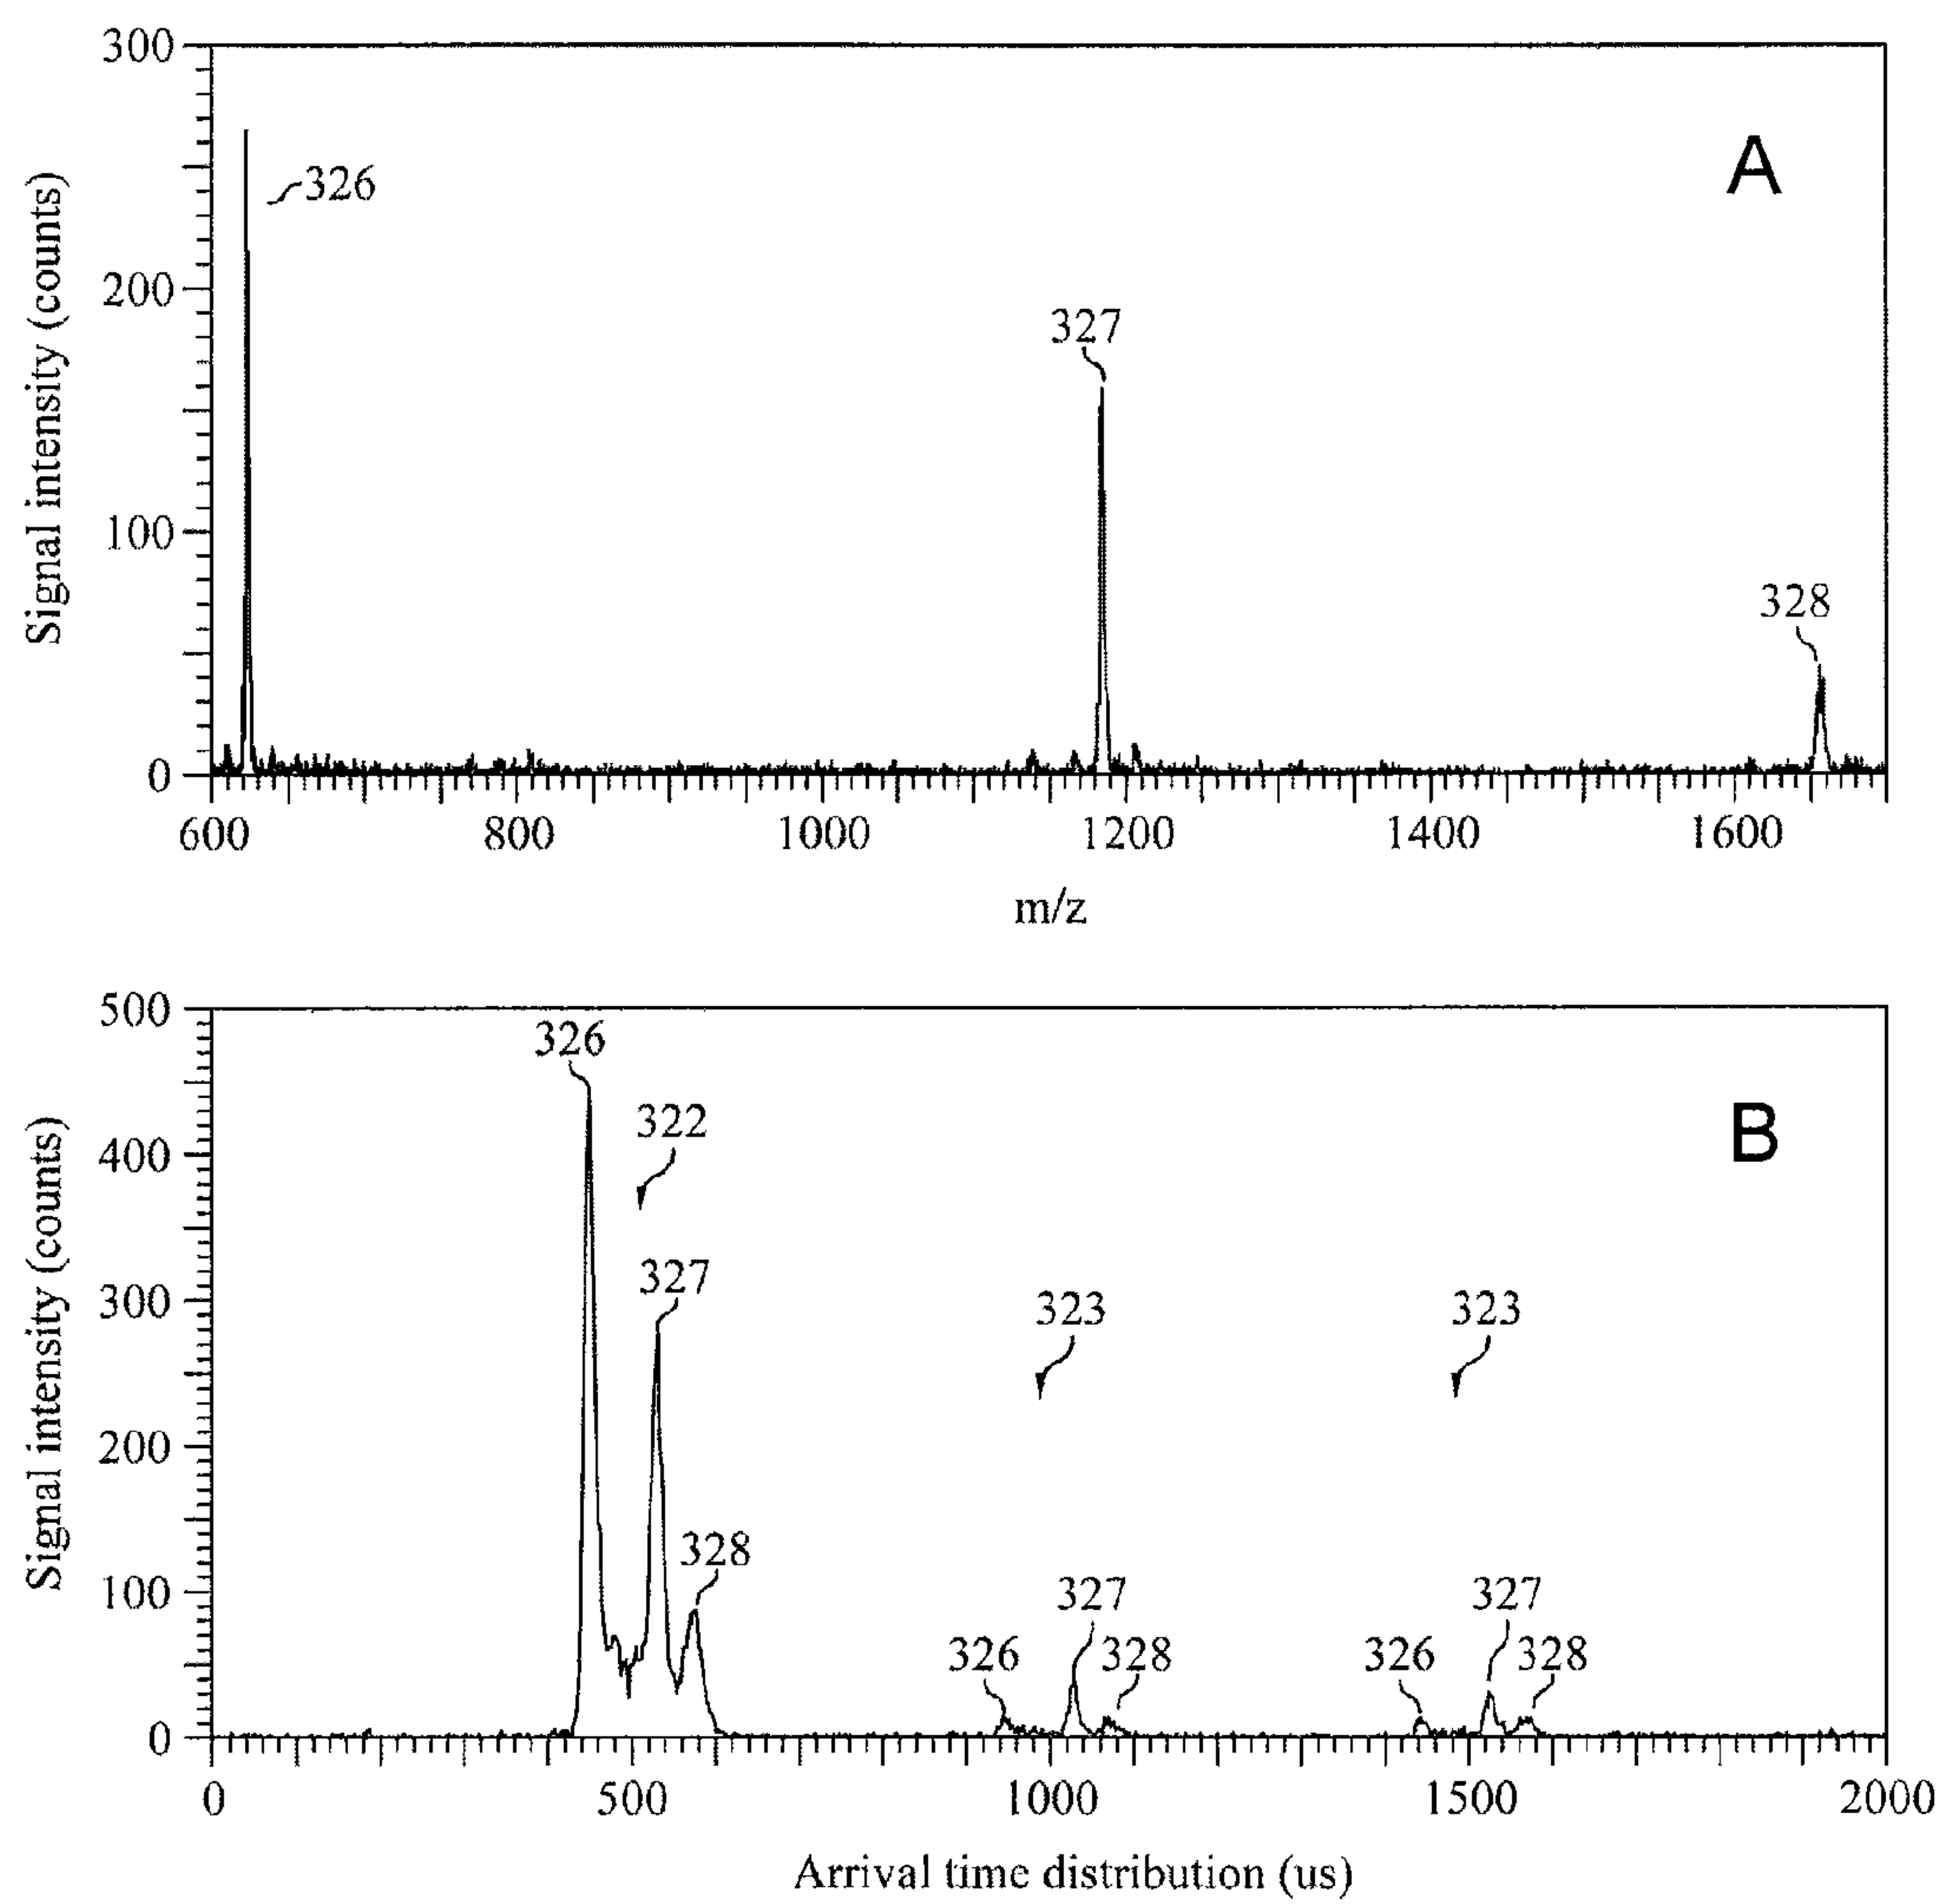 300
A
326
200
327
100
328
0
600 800 1000 1200 1400 1600
Signal intensity (counts)
m/z
500
326
B
322
400
327
300
323 323
200
328
100
327 327
326 328 326 328
0
0 500 1000 1500 2000
Signal intensity (counts)
Arrival time distribution (us)